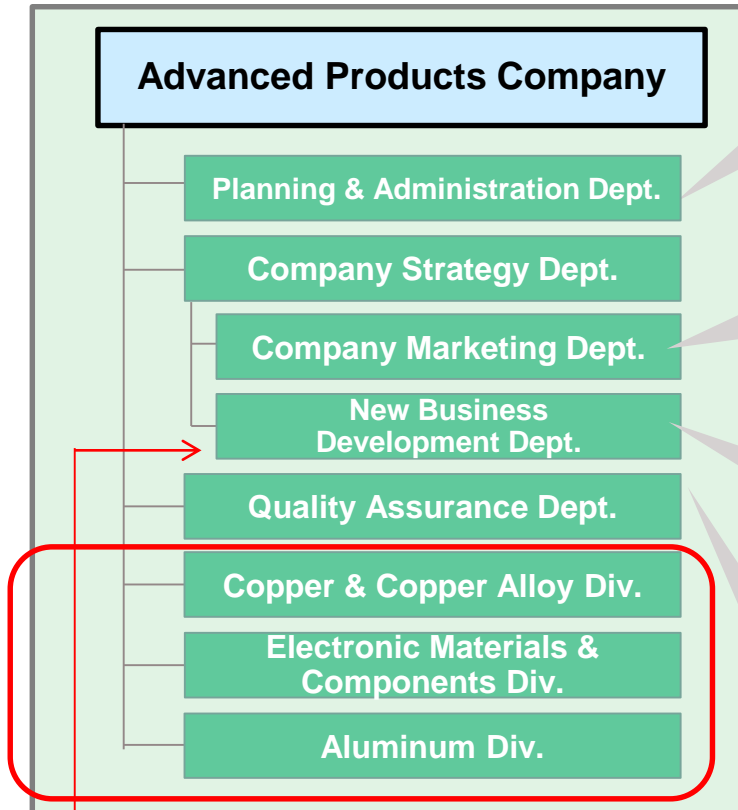 Advanced Products Company
Planning & Administration Dept.
Company Strategy Dept.
Company Marketing Dept.
New Business
Development Dept.
Quality Assurance Dept.
Copper & Copper Alloy Div.
Electronic Materials &
Components Div.
Aluminum Div.